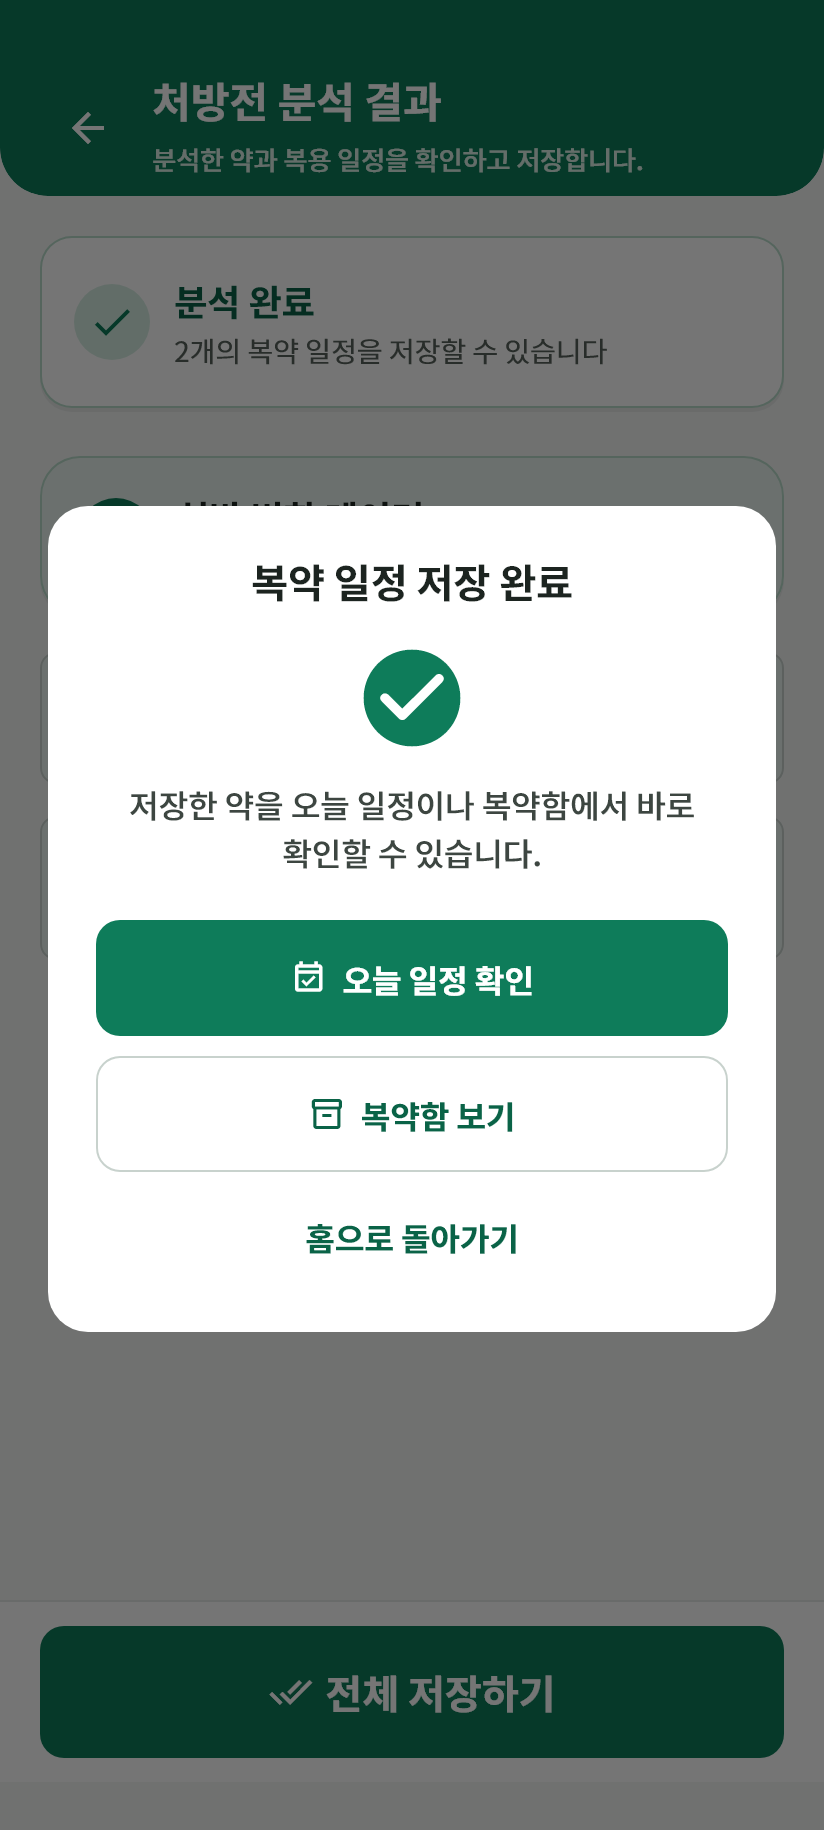 처방전 분석 결과
분석한 약과 복용 일정을 확인하고 저장합니다.
분석 완료
2개의 복약 일정을 저장할 수 있습니다
복약 일정 저장 완료
저장한 약을 오늘 일정이나 복약함에서 바로
확인할 수 있습니다.
오늘 일정 확인
복약함 보기
홈으로 돌아가기
전체 저장하기